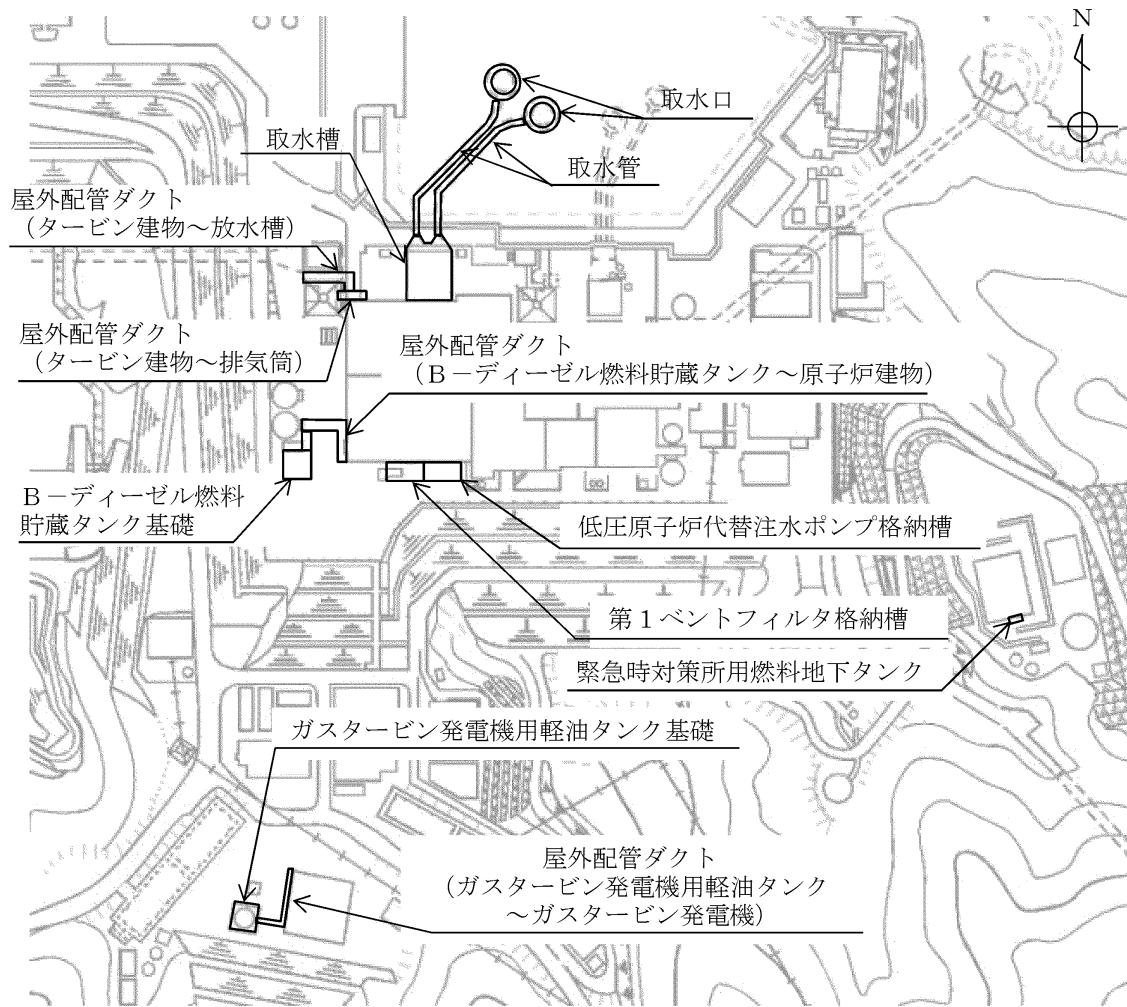 N
取水口
取水槽
取水管
屋外配管ダクト
（タービン建物～放水槽）
屋外配管ダクト
（タービン建物～排気筒）
屋外配管ダクト
（Ｂ－ディーゼル燃料貯蔵タンク～原子炉建物）
Ｂ－ディーゼル燃料
貯蔵タンク基礎
低圧原子炉代替注水ポンプ格納槽
第１ベントフィルタ格納槽
緊急時対策所用燃料地下タンク
ガスタービン発電機用軽油タンク基礎
屋外配管ダクト
（ガスタービン発電機用軽油タンク
～ガスタービン発電機）